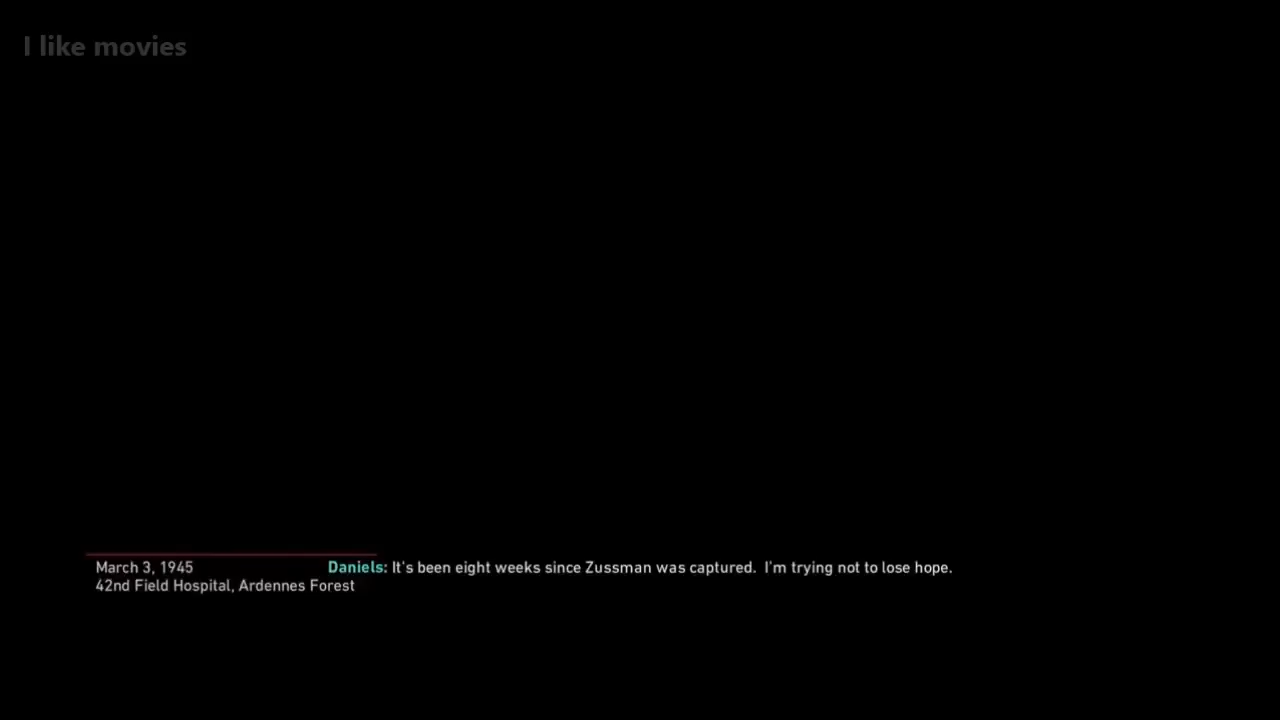 I like movies
March 3, 1945
Daniels: It's been eight weeks since Zussman was captured.  I'm trying not to lose hope.
42nd Field Hospital, Ardennes Forest